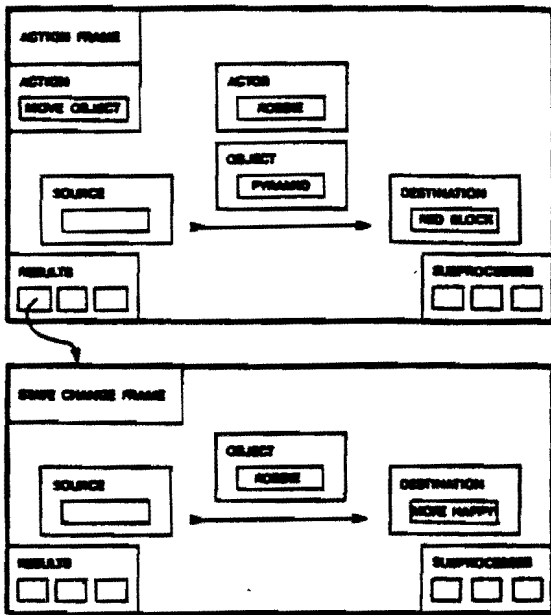 ACTION FRAME
ACTION
MOVE OBJECT
ACTOR
ROBBIE
OBJECT
PYRAMID
SOURCE
DESTINATION
RED BLOCK
RESULTS
SUBPROCESSES
STATE CHANGE FRAME
OBJECT
ROBBIE
SOURCE
DESTINATION
MORE HAPPY
RESULTS
SUBPROCESSES